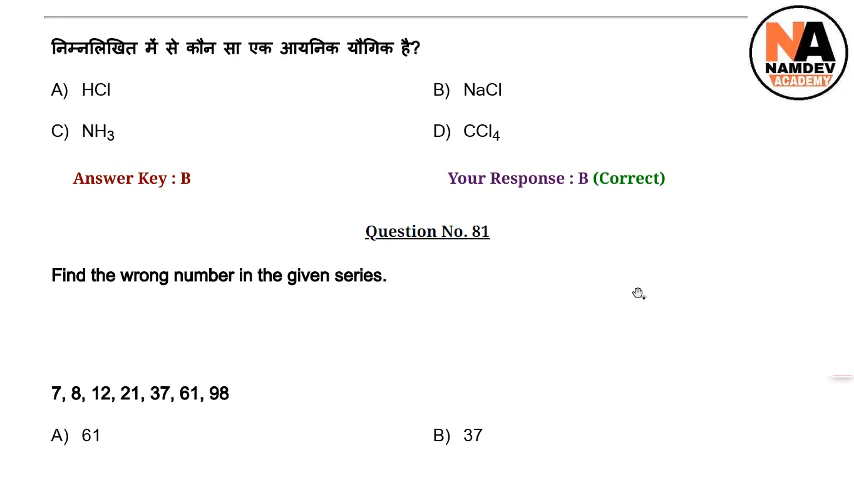 निम्नलिखित में से कौन सा एक आयनिक यौगिक है?
A) HCl
B) NaCl
C) NH3
D) CCl4
Answer Key : B
Your Response : B (Correct)
Question No. 81
Find the wrong number in the given series.
7, 8, 12, 21, 37, 61, 98
A) 61
B) 37
NA
NAMDEV
ACADEMY